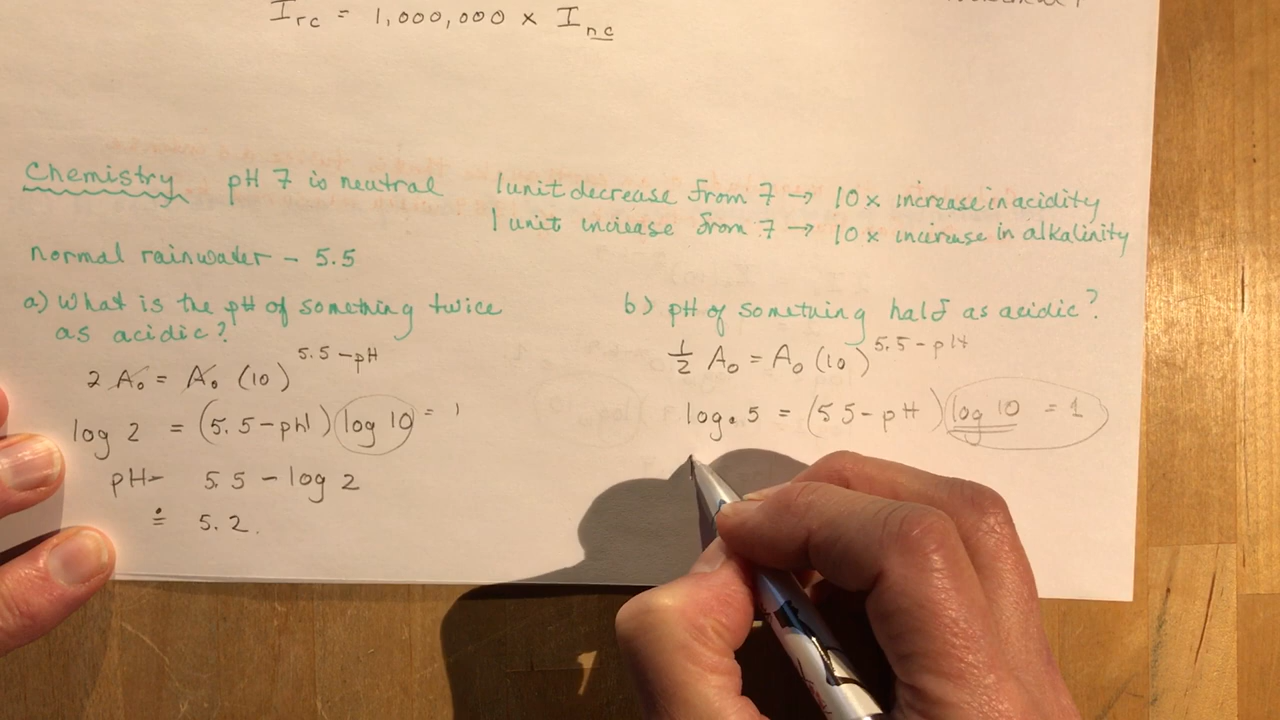 I rc = 1,000,000 x I nc
Chemistry pH 7 is neutral
1 unit decrease from 7 → 10x increase in acidity
1 unit increase from 7 → 10x increase in alkalinity
normal rainwater - 5.5
a) What is the pH of something twice
as acidic?
2 A₀ = A₀ (10)^5.5-pH
log 2 = (5.5-pH) log 10 = 1
pH= 5.5 - log 2
≐ 5.2.
b) pH of something half as acidic?
1/2 A₀ = A₀ (10)^5.5-pH
log .5 = (5.5-pH) log 10 = 1